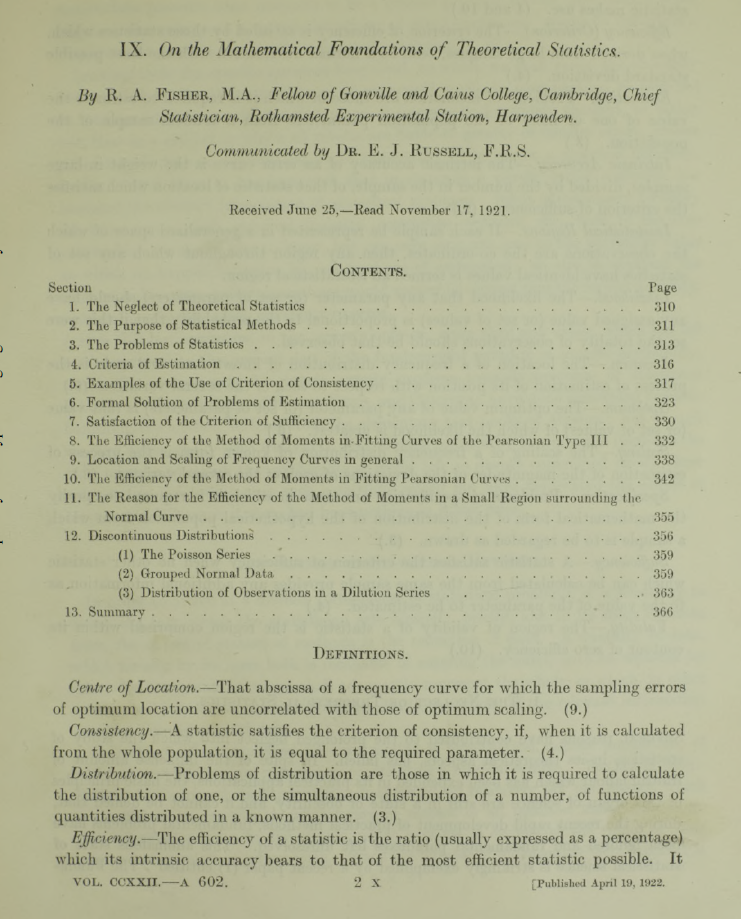 IX. On the Mathematical Foundations of Theoretical Statistics.
By R. A. FISHER, M.A., Fellow of Gonville and Caius College, Cambridge, Chief
Statistician, Rothamsted Experimental Station, Harpenden.
Communicated by DR. E. J. RUSSELL, F.R.S.
Received June 25,—Read November 17, 1921.
CONTENTS.
Section Page
1. The Neglect of Theoretical Statistics . . . . . . . . . . . . . . . . . . . 310
2. The Purpose of Statistical Methods . . . . . . . . . . . . . . . . . . . . 311
3. The Problems of Statistics . . . . . . . . . . . . . . . . . . . . . . . 313
4. Criteria of Estimation . . . . . . . . . . . . . . . . . . . . . . . . 316
5. Examples of the Use of Criterion of Consistency . . . . . . . . . . . . . . . 317
6. Formal Solution of Problems of Estimation . . . . . . . . . . . . . . . . . 323
7. Satisfaction of the Criterion of Sufficiency . . . . . . . . . . . . . . . . . . 330
8. The Efficiency of the Method of Moments in Fitting Curves of the Pearsonian Type III . . 332
9. Location and Scaling of Frequency Curves in general . . . . . . . . . . . . . . 338
10. The Efficiency of the Method of Moments in Fitting Pearsonian Curves . . . . . . . . 342
11. The Reason for the Efficiency of the Method of Moments in a Small Region surrounding the
Normal Curve . . . . . . . . . . . . . . . . . . . . . . . . . . 355
12. Discontinuous Distributions . . . . . . . . . . . . . . . . . . . . . . 356
(1) The Poisson Series . . . . . . . . . . . . . . . . . . . . . . 359
(2) Grouped Normal Data . . . . . . . . . . . . . . . . . . . . . 359
(3) Distribution of Observations in a Dilution Series . . . . . . . . . . . . 363
13. Summary . . . . . . . . . . . . . . . . . . . . . . . . . . . . . 366
DEFINITIONS.
Centre of Location.—That abscissa of a frequency curve for which the sampling errors
of optimum location are uncorrelated with those of optimum scaling. (9.)
Consistency.—A statistic satisfies the criterion of consistency, if, when it is calculated
from the whole population, it is equal to the required parameter. (4.)
Distribution.—Problems of distribution are those in which it is required to calculate
the distribution of one, or the simultaneous distribution of a number, of functions of
quantities distributed in a known manner. (3.)
Efficiency.—The efficiency of a statistic is the ratio (usually expressed as a percentage)
which its intrinsic accuracy bears to that of the most efficient statistic possible. It
VOL. CCXXII.—A 602. 2 X [Published April 19, 1922.